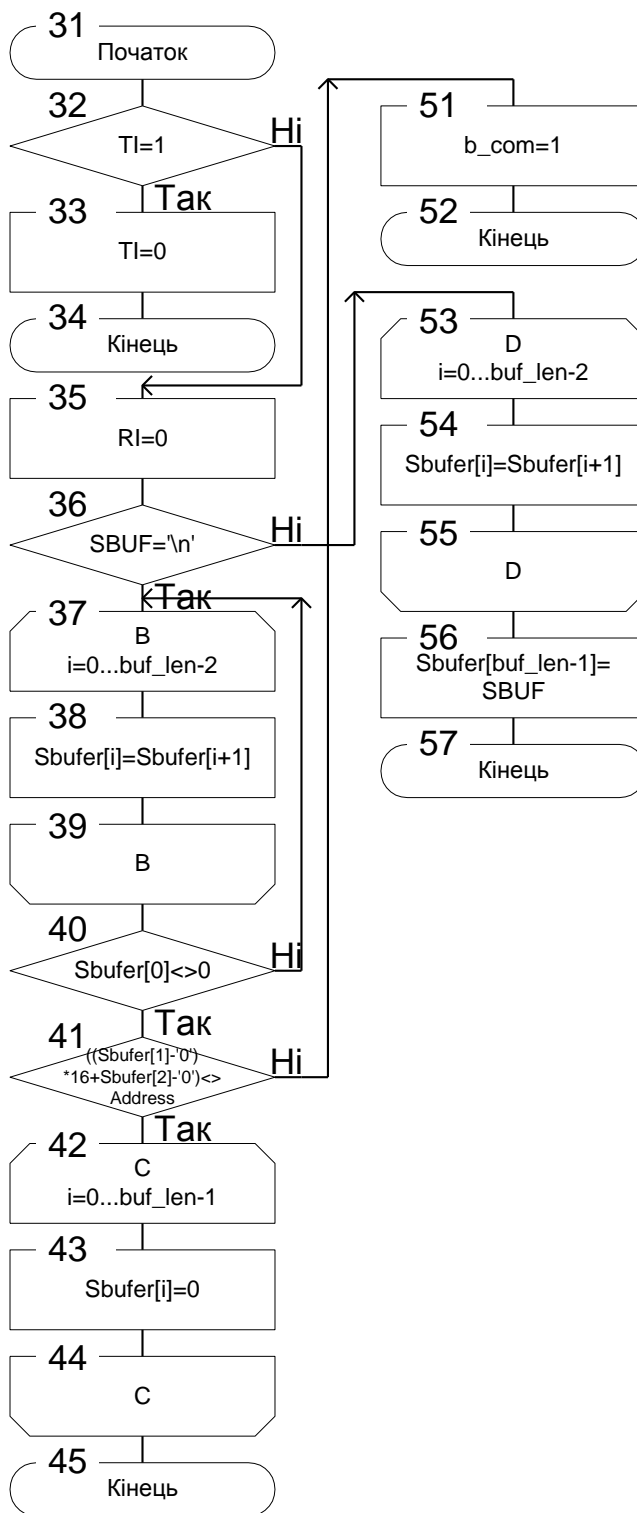 31
Початок
32
TI=1
Ні
Так
33
TI=0
34
Кінець
35
RI=0
36
SBUF='\n'
Ні
Так
37
B
i=0...buf_len-2
38
Sbufer[i]=Sbufer[i+1]
39
B
40
Sbufer[0]<>0
Ні
Так
41
((Sbufer[1]-'0')
*16+Sbufer[2]-'0')<>
Address
Ні
Так
42
C
i=0...buf_len-1
43
Sbufer[i]=0
44
C
45
Кінець
51
b_com=1
52
Кінець
53
D
i=0...buf_len-2
54
Sbufer[i]=Sbufer[i+1]
55
D
56
Sbufer[buf_len-1]=
SBUF
57
Кінець